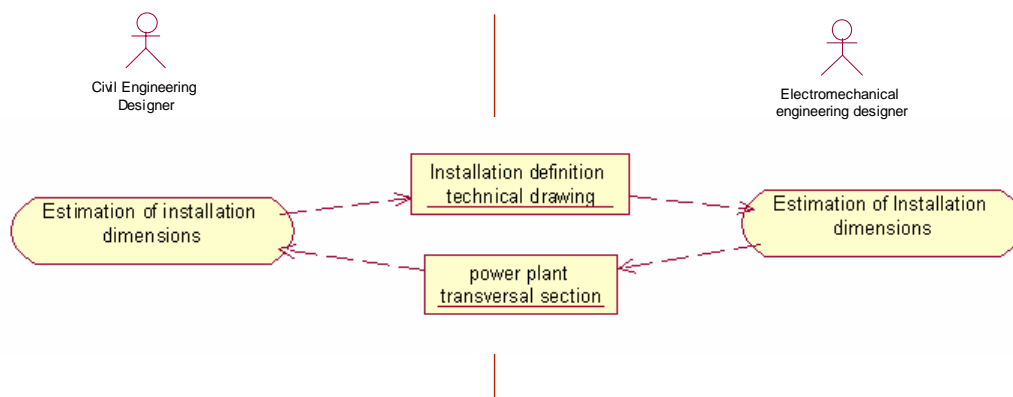 Civil Engineering
Designer
Electromechanical
engineering designer
Installation definition
technical drawing
Estimation of installation
dimensions
Estimation of Installation
dimensions
power plant
transversal section